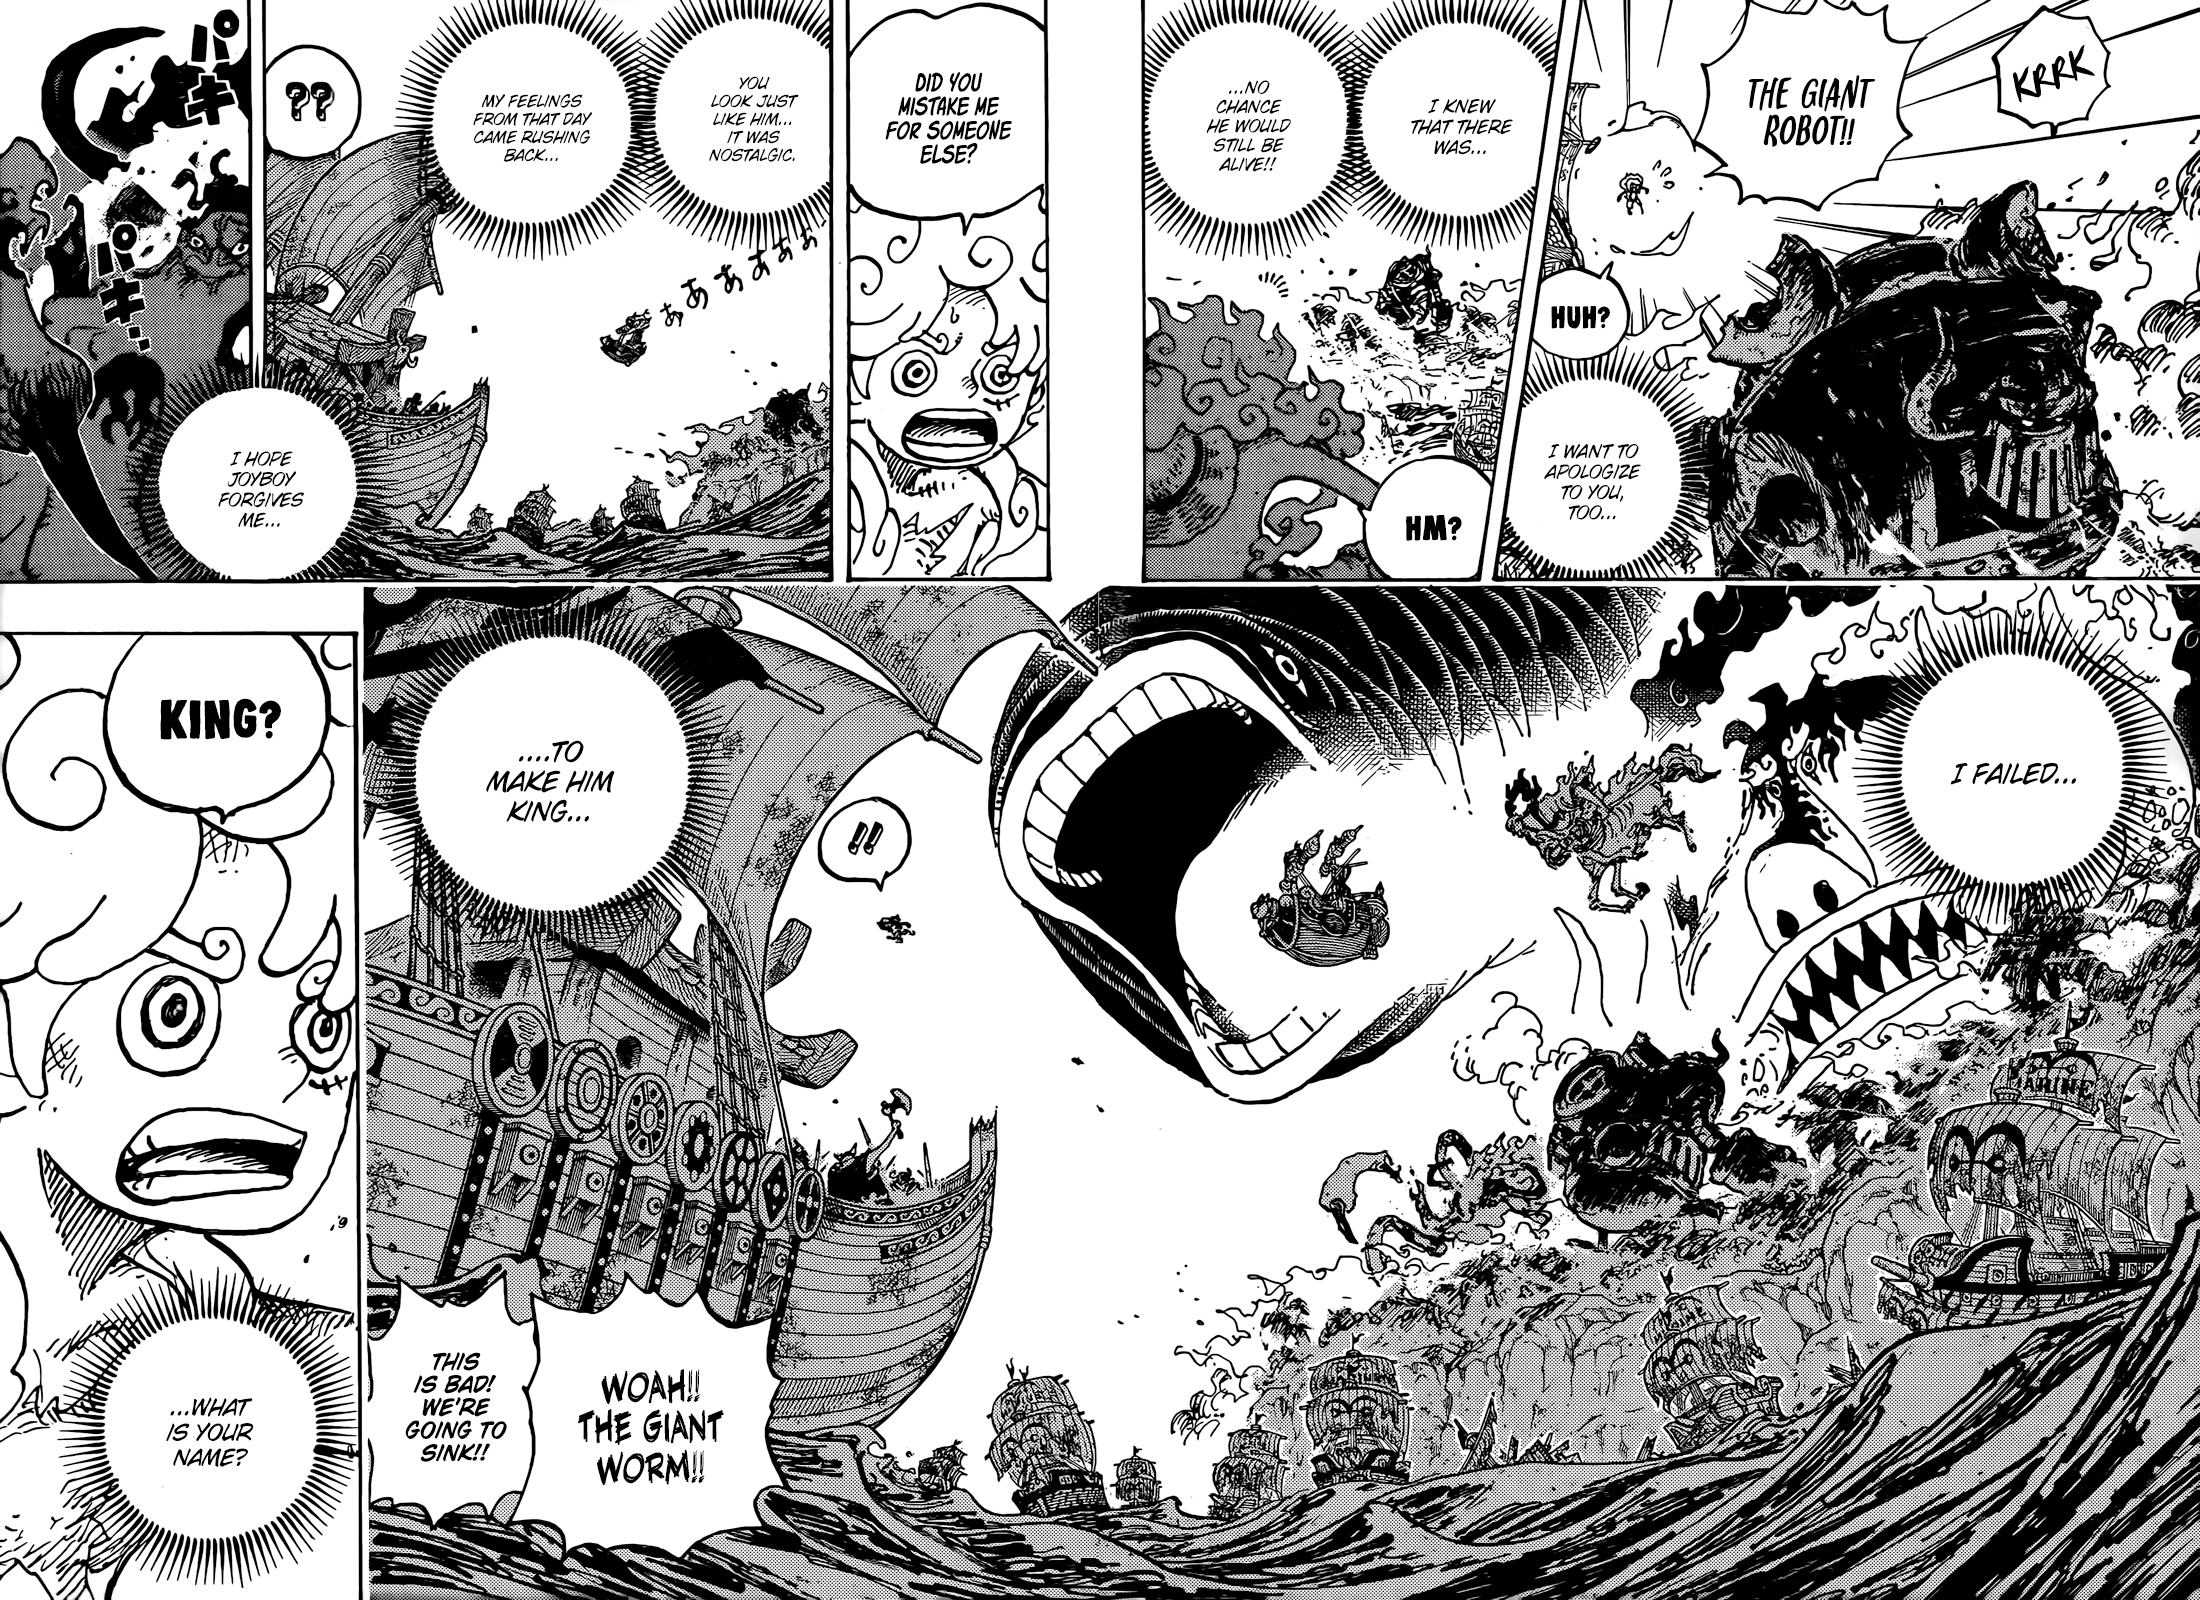 KRRK
THE GIANT
ROBOT!!
HUH?
I WANT TO
APOLOGIZE
TO YOU,
TOO...
I KNEW
THAT THERE
WAS...
...NO
CHANCE
HE WOULD
STILL BE
ALIVE!!
HM?
DID YOU
MISTAKE ME
FOR SOMEONE
ELSE?
YOU
LOOK JUST
LIKE HIM...
IT WAS
NOSTALGIC.
MY FEELINGS
FROM THAT DAY
CAME RUSHING
BACK...
ぁあああぁぁ
??
I HOPE
JOYBOY
FORGIVES
ME...
パキ
パキ
I FAILED...
MARINE
!!
....TO
MAKE HIM
KING...
WOAH!!
THE GIANT
WORM!!
THIS
IS BAD!
WE'RE
GOING TO
SINK!!
KING?
...WHAT
IS YOUR
NAME?